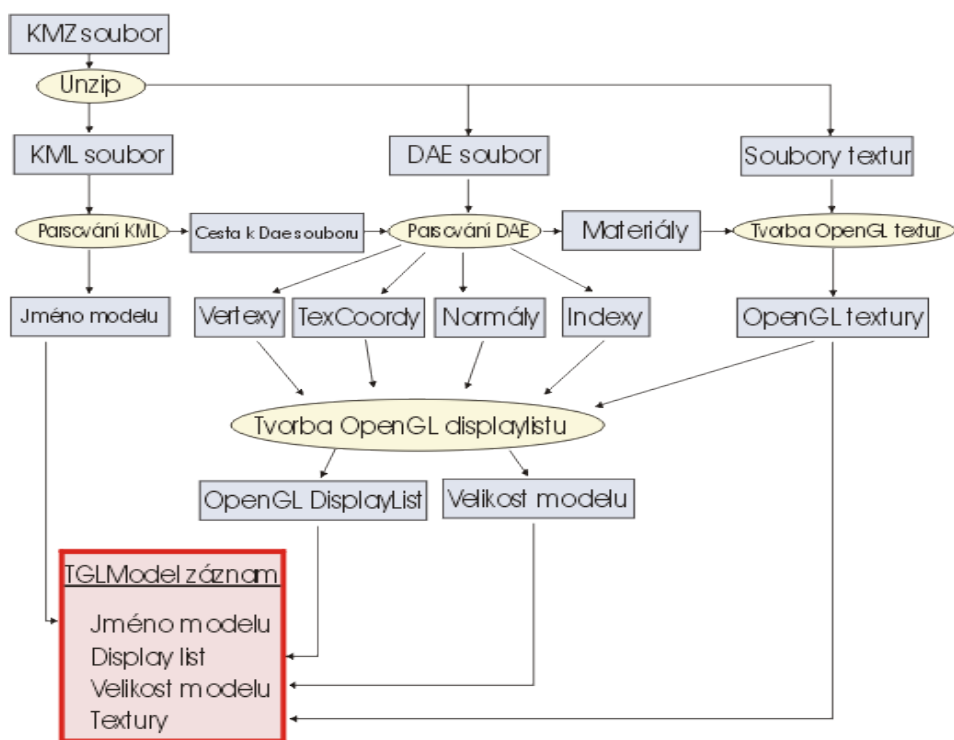 KMZ soubor
Unzip
KML soubor
DAE soubor
Soubory textur
Parsování KML
Cesta k Dae souboru
Parsování DAE
Materiály
Tvorba OpenGL textur
Jméno modelu
Vertexy
TexCoordy
Normály
Indexy
OpenGL textury
Tvorba OpenGL displaylistu
OpenGL DisplayList
Velikost modelu
TGLModel záznam
Jméno modelu
Display list
Velikost modelu
Textury